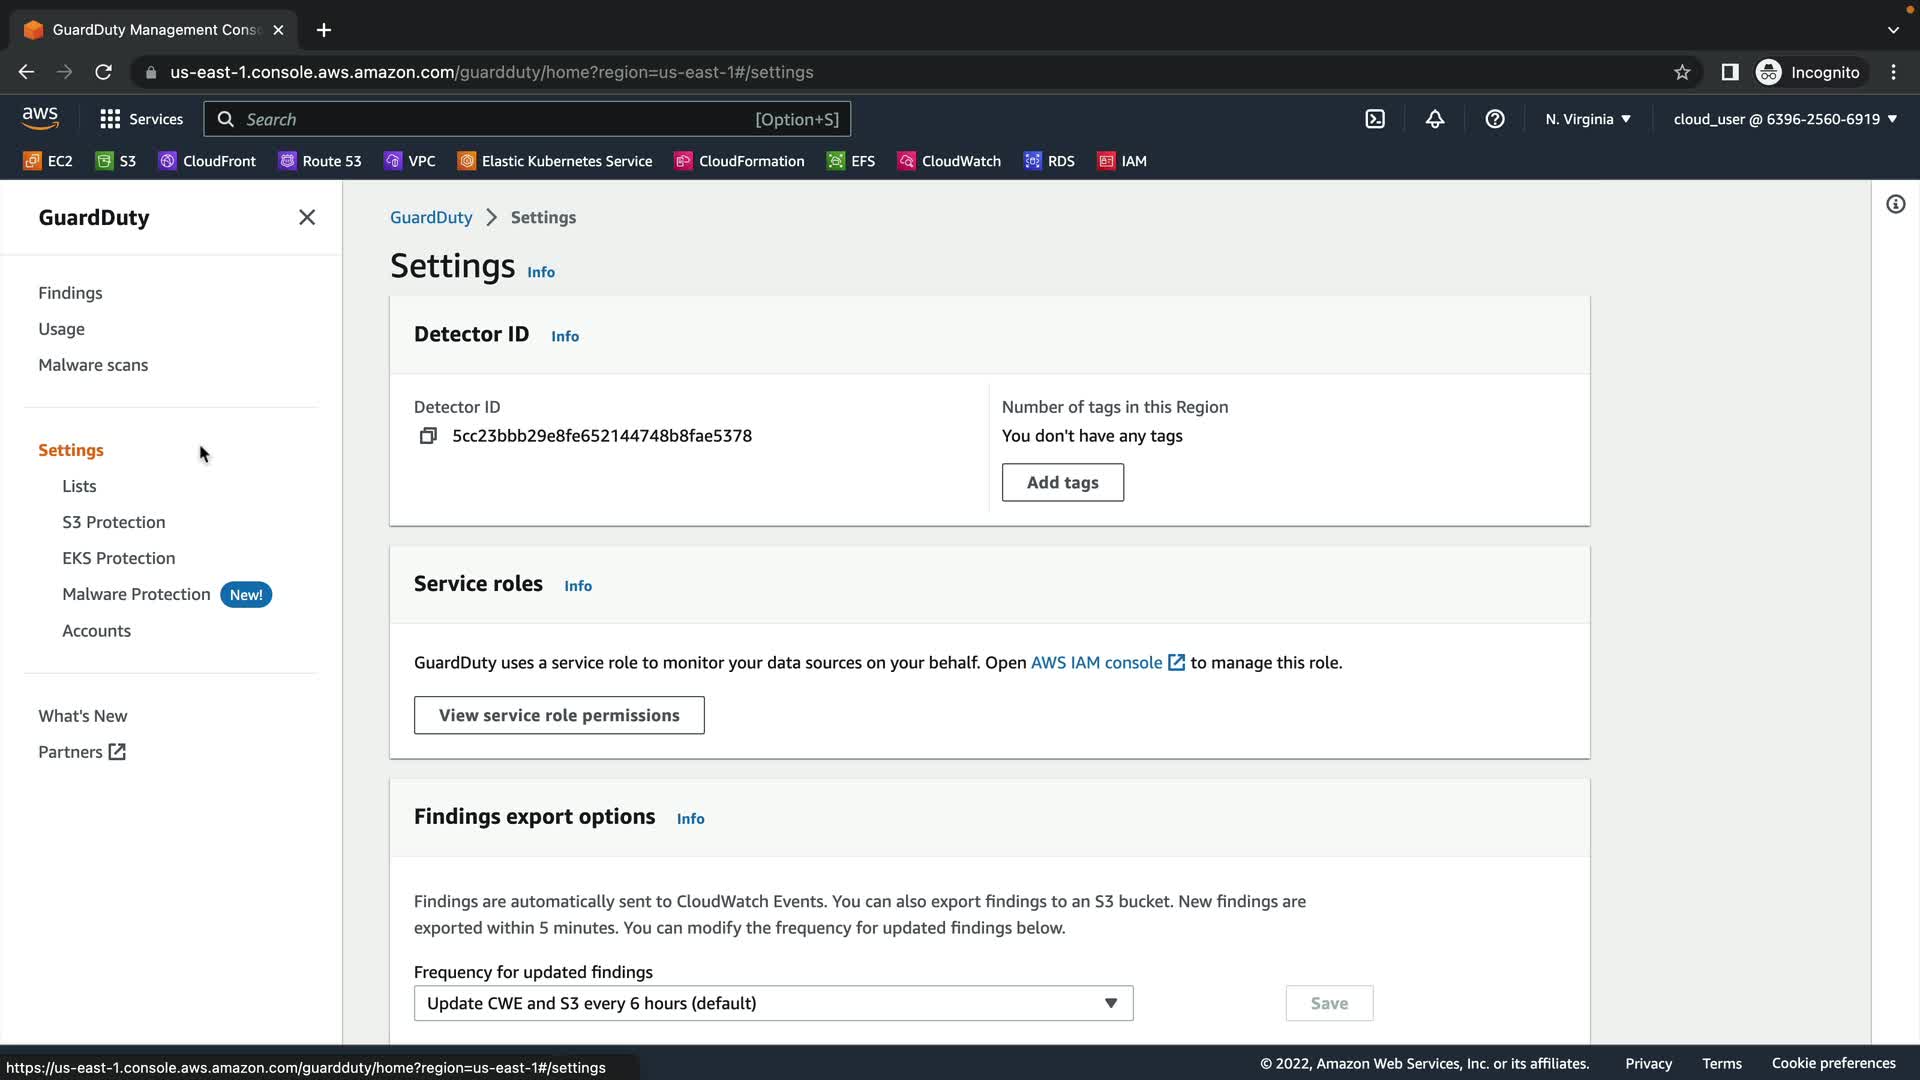 GuardDuty Management Cons
us-east-1.console.aws.amazon.com/guardduty/home?region=us-east-1#/settings
Incognito
aws
Services
Search
[Option+S]
N. Virginia
cloud_user @ 6396-2560-6919
EC2
S3
CloudFront
Route 53
VPC
Elastic Kubernetes Service
CloudFormation
EFS
CloudWatch
RDS
IAM
GuardDuty
Findings
Usage
Malware scans
Settings
Lists
S3 Protection
EKS Protection
Malware Protection New!
Accounts
What's New
Partners
GuardDuty > Settings
Settings Info
Detector ID Info
Detector ID
5cc23bbb29e8fe652144748b8fae5378
Number of tags in this Region
You don't have any tags
Add tags
Service roles Info
GuardDuty uses a service role to monitor your data sources on your behalf. Open AWS IAM console to manage this role.
View service role permissions
Findings export options Info
Findings are automatically sent to CloudWatch Events. You can also export findings to an S3 bucket. New findings are
exported within 5 minutes. You can modify the frequency for updated findings below.
Frequency for updated findings
Update CWE and S3 every 6 hours (default)
Save
https://us-east-1.console.aws.amazon.com/guardduty/home?region=us-east-1#/settings
© 2022, Amazon Web Services, Inc. or its affiliates.
Privacy
Terms
Cookie preferences